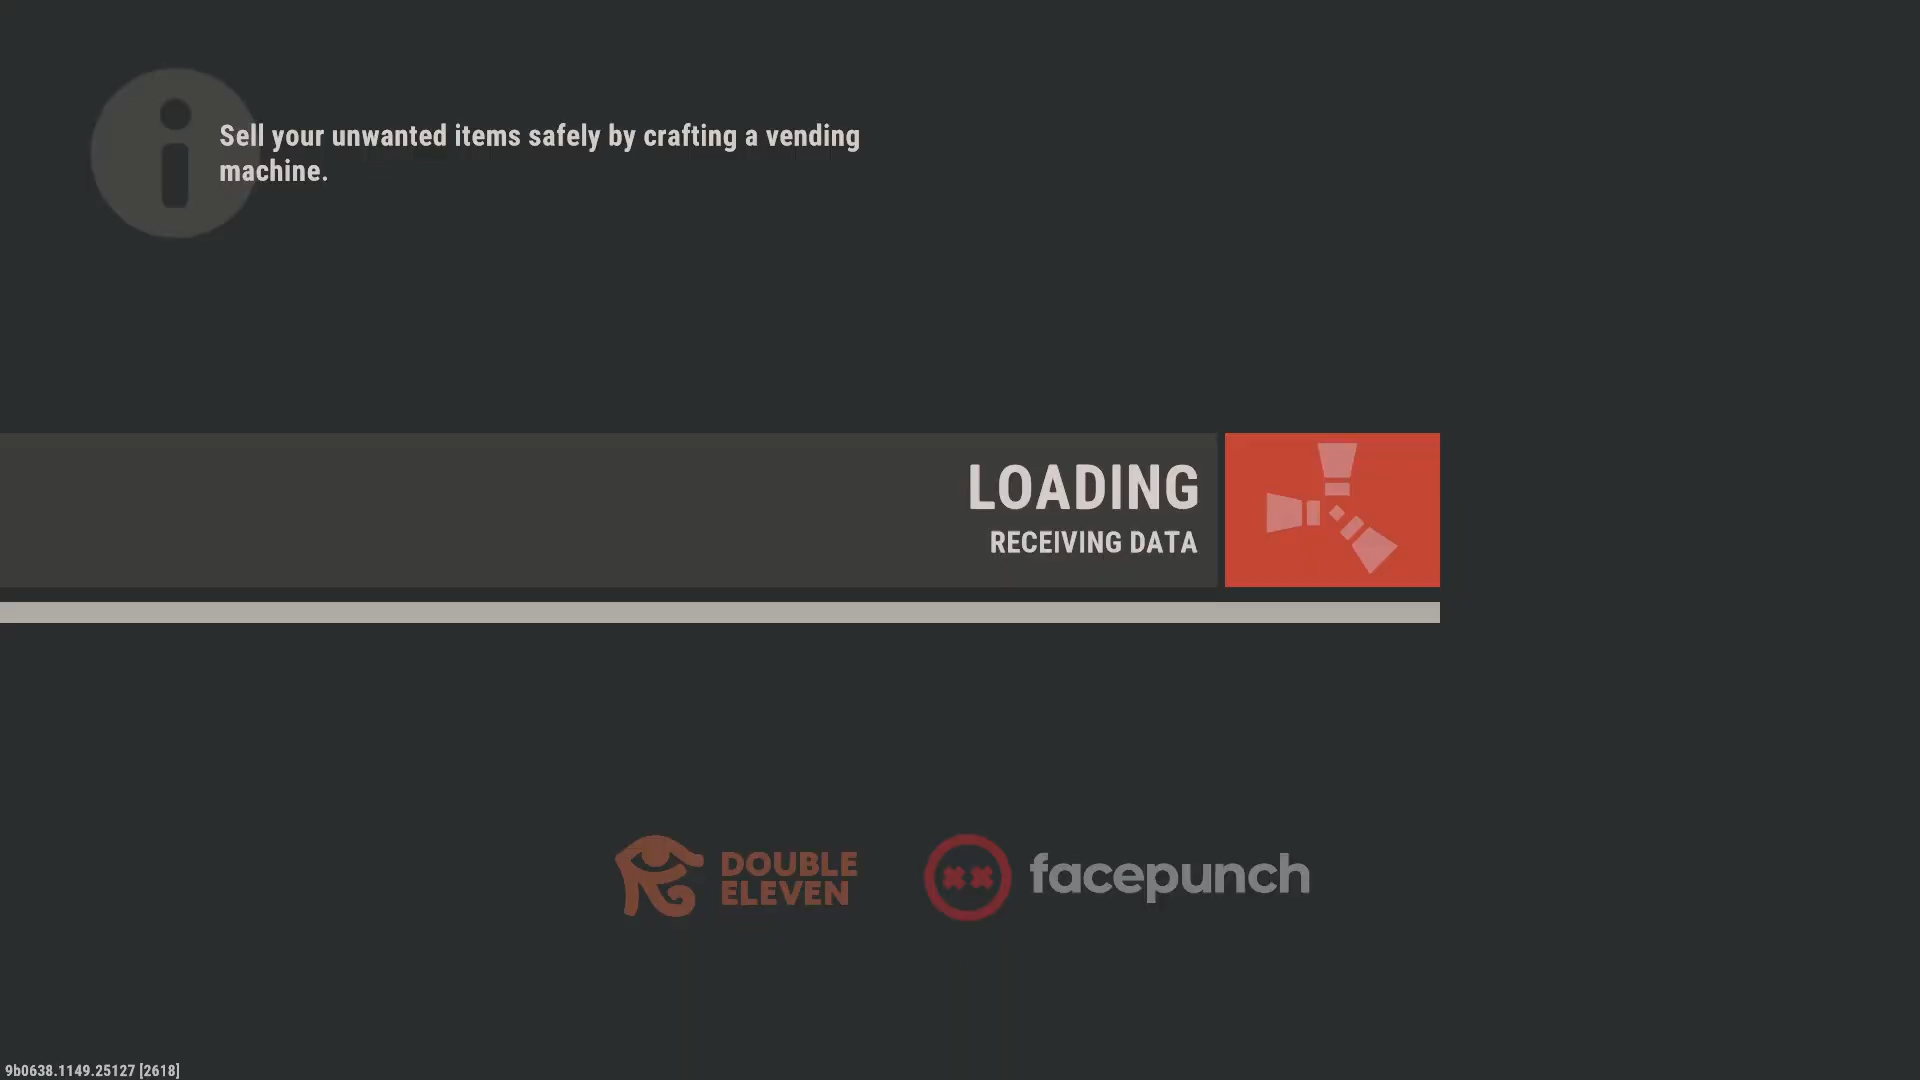 Sell your unwanted items safely by crafting a vending
machine.
LOADING
RECEIVING DATA
DOUBLE
ELEVEN
facepunch
9b0638.1149.25127 [2618]